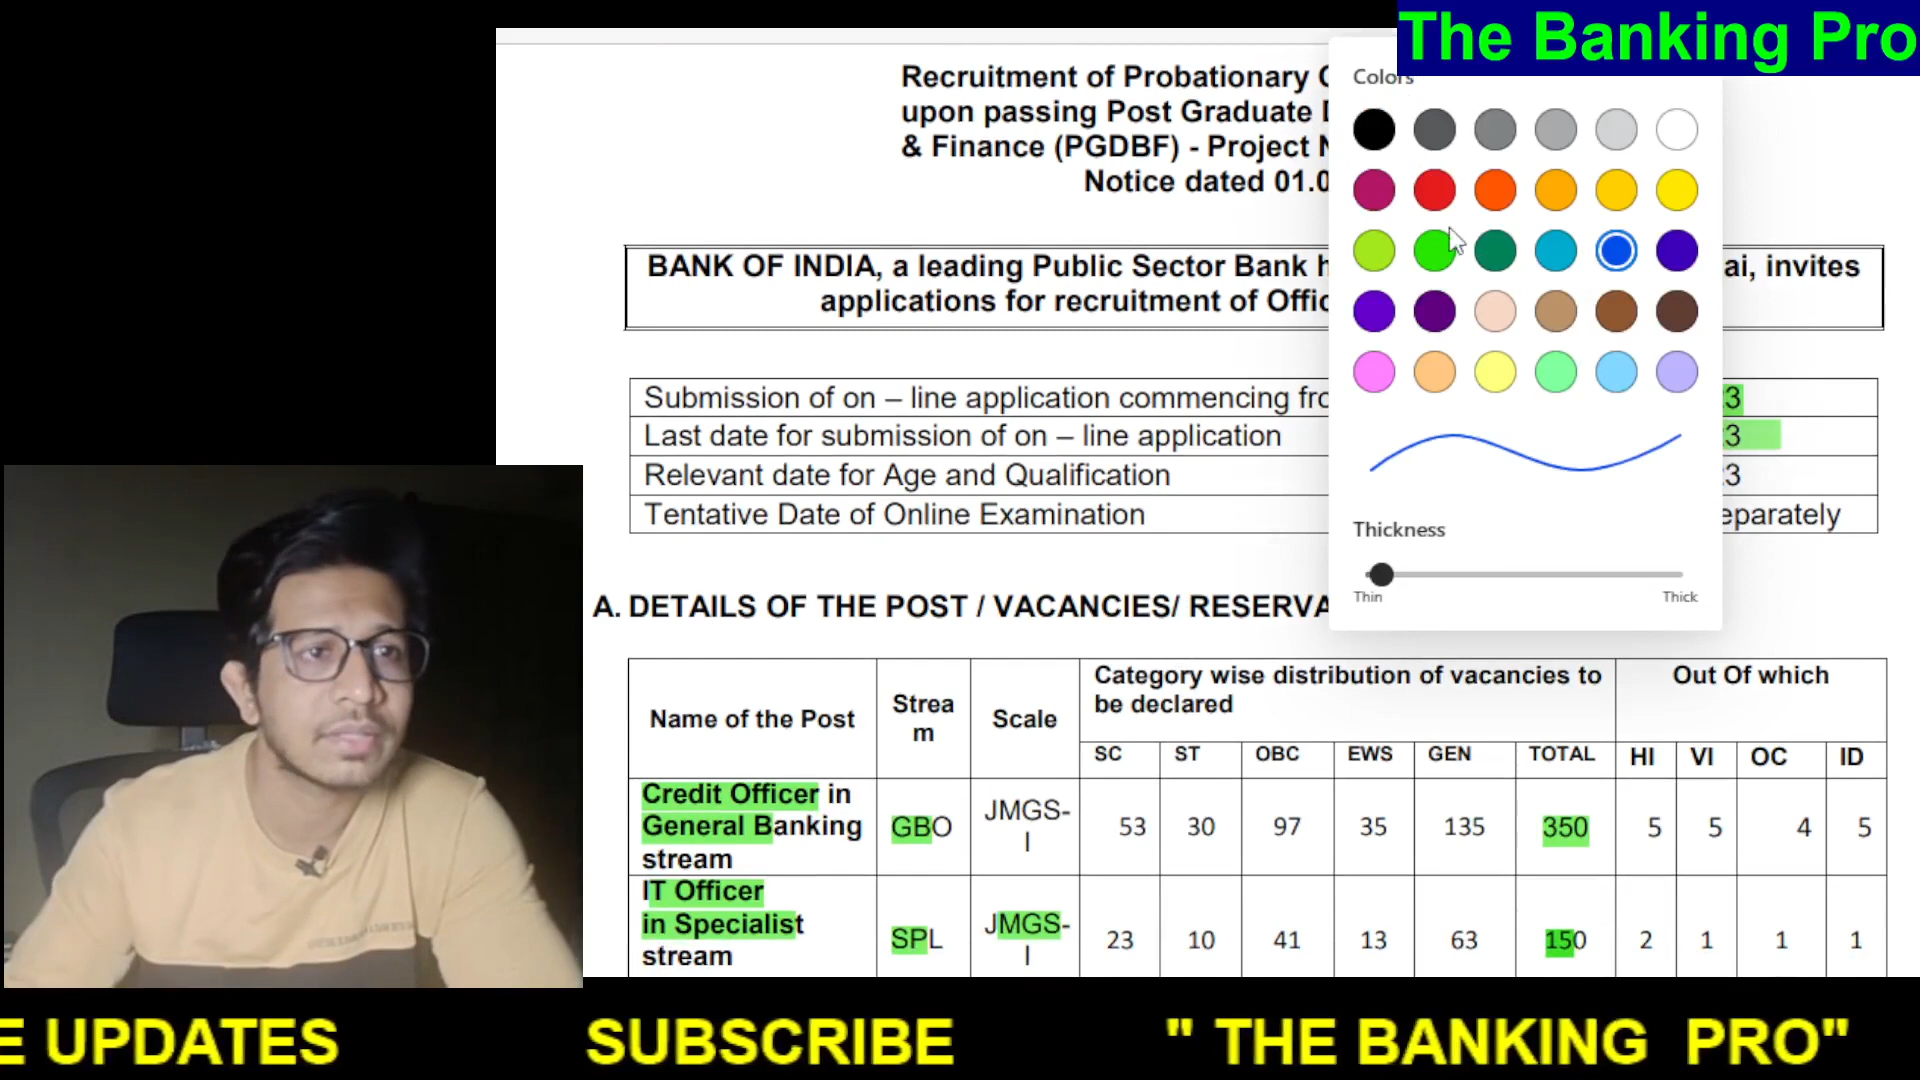 The Banking Pro
Recruitment of Probationary
upon passing Post Graduate
& Finance (PGDBF) - Project
Notice dated 01.0
Colors
BANK OF INDIA, a leading Public Sector Bank
ai, invites
applications for recruitment of Offic
Submission of on – line application commencing fro
3
Last date for submission of on – line application
3
Relevant date for Age and Qualification
3
Tentative Date of Online Examination
eparately
Thickness
Thin
Thick
A. DETAILS OF THE POST / VACANCIES/ RESERVA
Name of the Post
Strea
m
Scale
Category wise distribution of vacancies to
be declared
Out Of which
SC ST OBC EWS GEN TOTAL HI VI OC ID
Credit Officer in
General Banking
stream
GBO
JMGS-
I
53 30 97 35 135 350 5 5 4 5
IT Officer
in Specialist
stream
SPL
JMGS-
I
23 10 41 13 63 150 2 1 1 1
E UPDATES SUBSCRIBE " THE BANKING PRO"